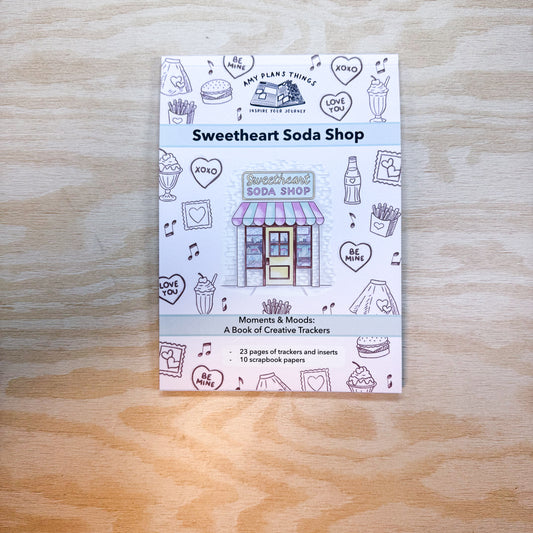 BE
MINE
AMY PLANS THINGS
INSPIRE YOUR JOURNEY
XOXO
LOVE
YOU
Sweetheart Soda Shop
XOXO
Sweetheart
SODA SHOP
BE
MINE
LOVE
YOU
Moments & Moods:
A Book of Creative Trackers
- 23 pages of trackers and inserts
- 10 scrapbook papers
BE
MINE